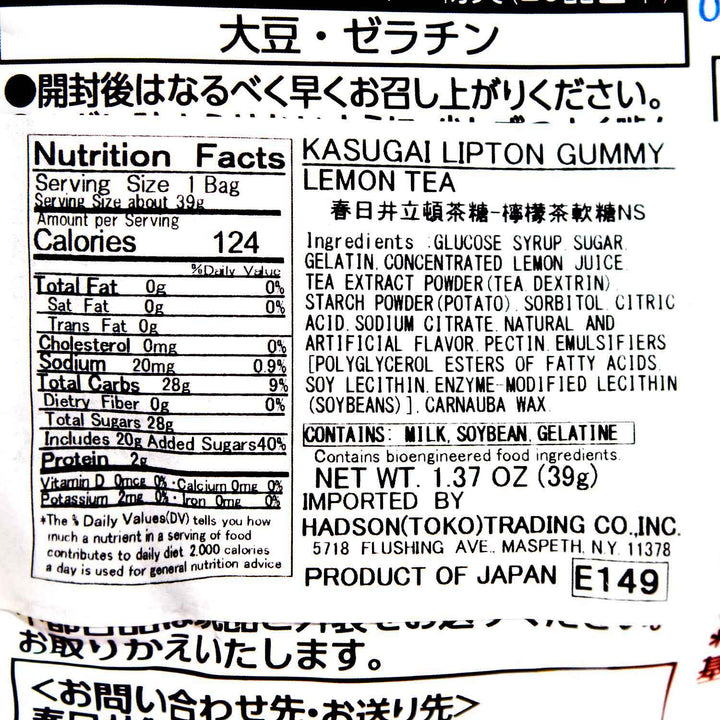 大豆・ゼラチン
●開封後はなるべく早くお召し上がりください。
Nutrition Facts
Serving Size 1 Bag
Serving Size about 39g
Amount per Serving
Calories 124
%Daily Value
Total Fat 0g 0%
Sat Fat 0g 0%
Trans Fat 0g
Cholesterol 0mg 0%
Sodium 20mg 0.9%
Total Carbs 28g 9%
Dietry Fiber 0g 0%
Total Sugars 28g
Includes 20g Added Sugars40%
Protein 2g
Vitamin D 0mcg 0% · Calcium 0mg 0%
Potassium 2mg 0% · Iron 0mg 0%
*The % Daily Values(DV) tells you how
much a nutrient in a serving of food
contributes to daily diet 2,000 calories
a day is used for general nutrition advice
KASUGAI LIPTON GUMMY
LEMON TEA
春日井立頓茶糖-檸檬茶軟糖NS
Ingredients :GLUCOSE SYRUP, SUGAR,
GELATIN, CONCENTRATED LEMON JUICE,
TEA EXTRACT POWDER(TEA, DEXTRIN),
STARCH POWDER(POTATO), SORBITOL, CITRIC
ACID, SODIUM CITRATE, NATURAL AND
ARTIFICIAL FLAVOR, PECTIN, EMULSIFIERS
[POLYGLYCEROL ESTERS OF FATTY ACIDS,
SOY LECITHIN, ENZYME-MODIFIED LECITHIN
(SOYBEANS)], CARNAUBA WAX.
CONTAINS: MILK, SOYBEAN, GELATINE
Contains bioengineered food ingredients.
NET WT. 1.37 OZ (39g)
IMPORTED BY
HADSON(TOKO)TRADING CO.,INC.
5718 FLUSHING AVE., MASPETH, N.Y. 11378
PRODUCT OF JAPAN E149
お取りかえいたします。
<お問い合わせ先・お送り先>